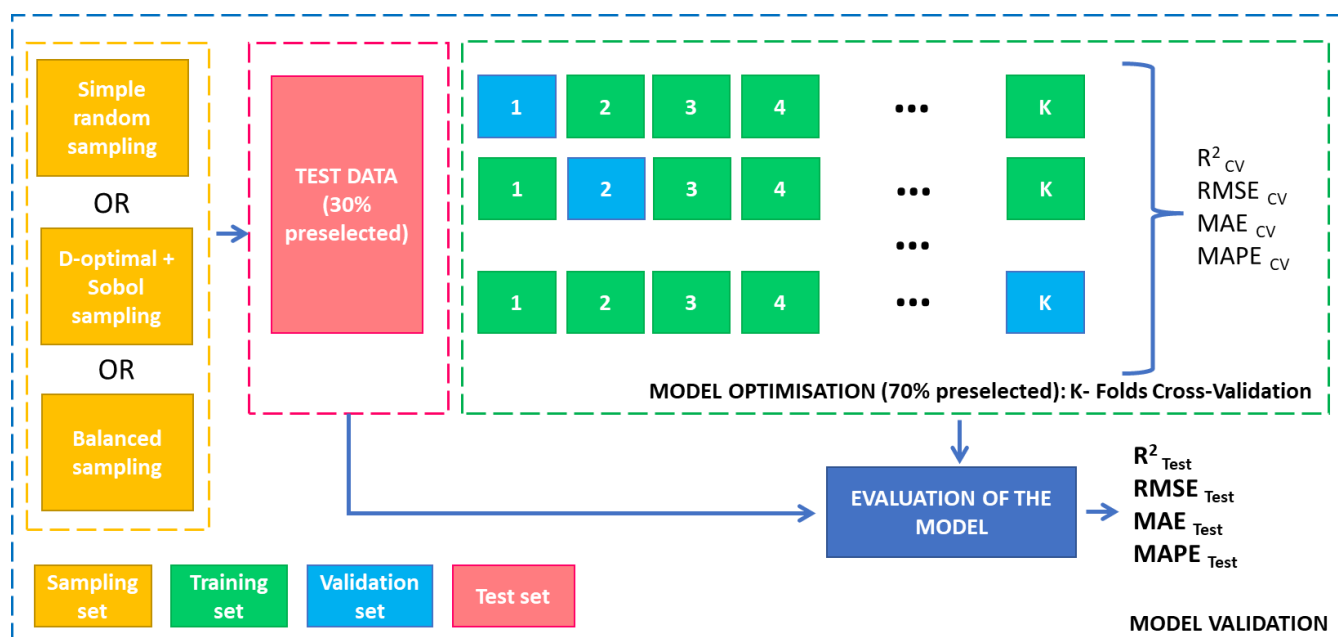 Simple
random
sampling
OR
D-optimal +
Sobol
sampling
OR
Balanced
sampling
TEST DATA
(30%
preselected)
1 2 3 4 ... K
1 2 3 4 ... K
...
1 2 3 4 ... K
MODEL OPTIMISATION (70% preselected): K- Folds Cross-Validation
R² CV
RMSE CV
MAE CV
MAPE CV
EVALUATION OF THE
MODEL
R² Test
RMSE Test
MAE Test
MAPE Test
Sampling
set
Training
set
Validation
set
Test set
MODEL VALIDATION